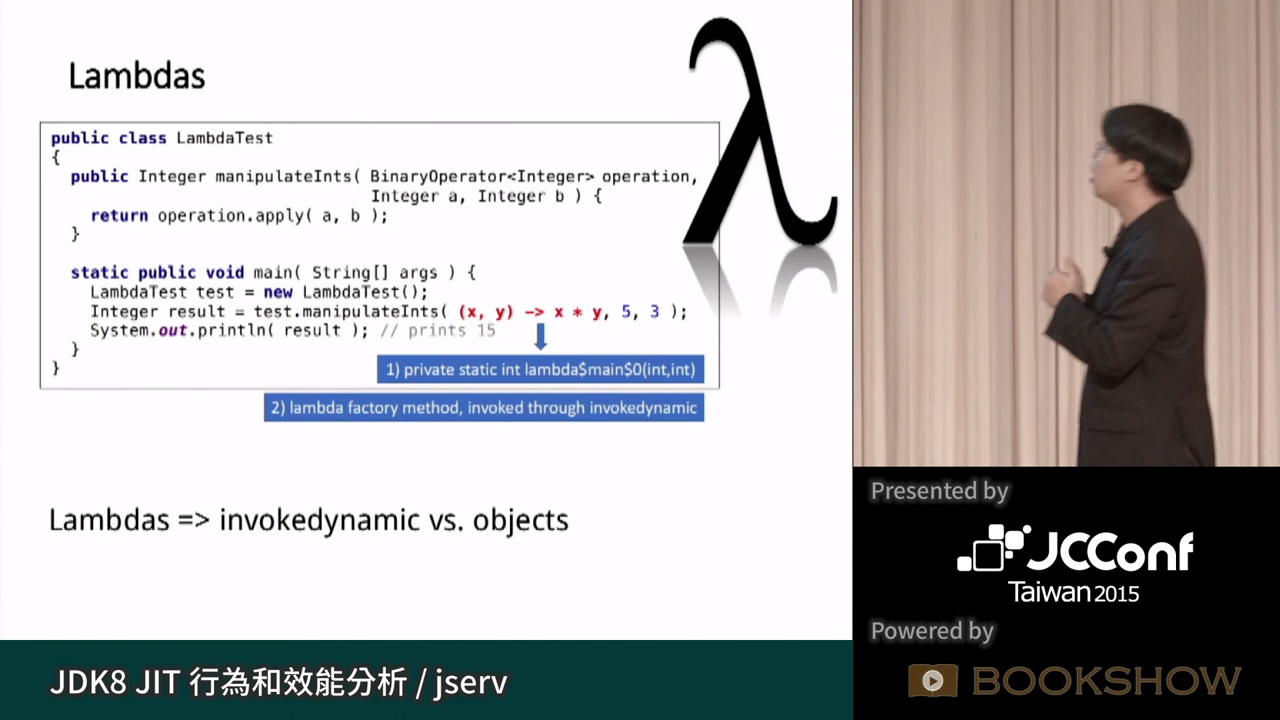 Lambdas
λ
public class LambdaTest
{
public Integer manipulateInts( BinaryOperator<Integer> operation,
Integer a, Integer b ) {
return operation.apply( a, b );
}
static public void main( String[] args ) {
LambdaTest test = new LambdaTest();
Integer result = test.manipulateInts( (x, y) -> x * y, 5, 3 );
System.out.println( result ); // prints 15
}
}
1) private static int lambda$main$0(int,int)
2) lambda factory method, invoked through invokedynamic
Lambdas => invokedynamic vs. objects
JDK8 JIT 行為和效能分析 / jserv
Presented by
JCConf
Taiwan 2015
Powered by
BOOKSHOW